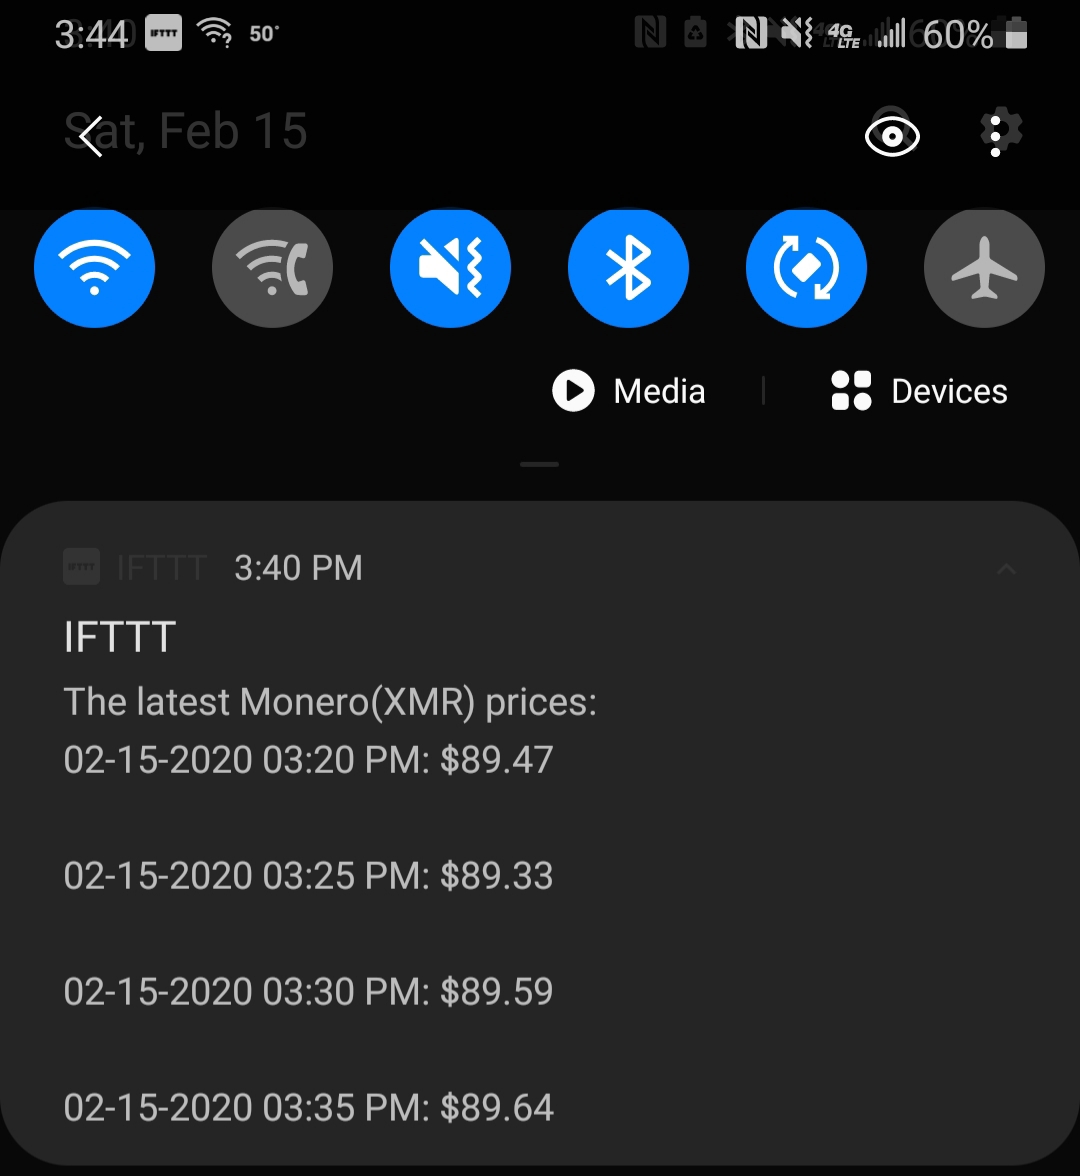 3:44 IFTTT 50° 4G LTE 60%
Sat, Feb 15
Media Devices
IFTTT 3:40 PM
IFTTT
The latest Monero(XMR) prices:
02-15-2020 03:20 PM: $89.47
02-15-2020 03:25 PM: $89.33
02-15-2020 03:30 PM: $89.59
02-15-2020 03:35 PM: $89.64